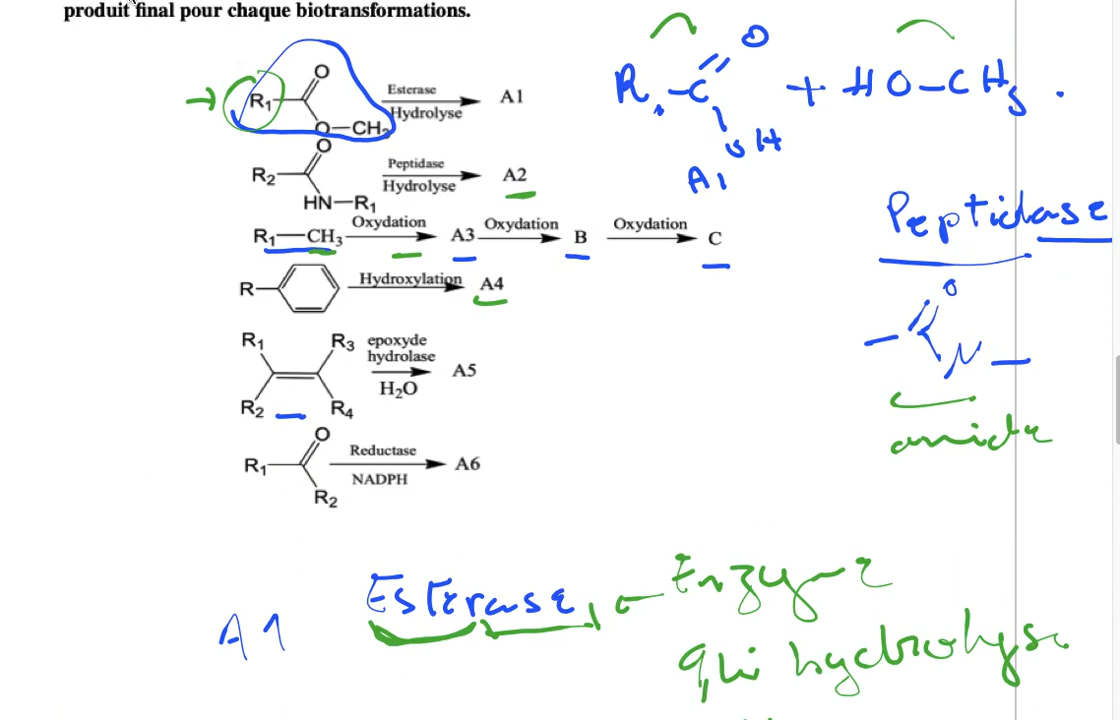 produit final pour chaque biotransformations.
R₁ O O—CH₃ Esterase Hydrolyse A1
R₁—C O OH + HO—CH₃ .
A1
R₂ O HN—R₁ Peptidase Hydrolyse A2
Peptidase
R₁—CH₃ Oxydation A3 Oxydation B Oxydation C
R Hydroxylation A4
O N
amide
R₁ R₂ R₃ R₄ epoxyde hydrolase H₂O A5
R₁ O R₂ Reductase NADPH A6
A1 Esterase Enzyme
qui hydrolyse